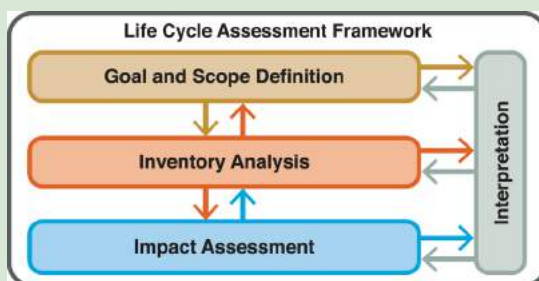 Life Cycle Assessment Framework
Goal and Scope Definition
Inventory Analysis
Impact Assessment
Interpretation